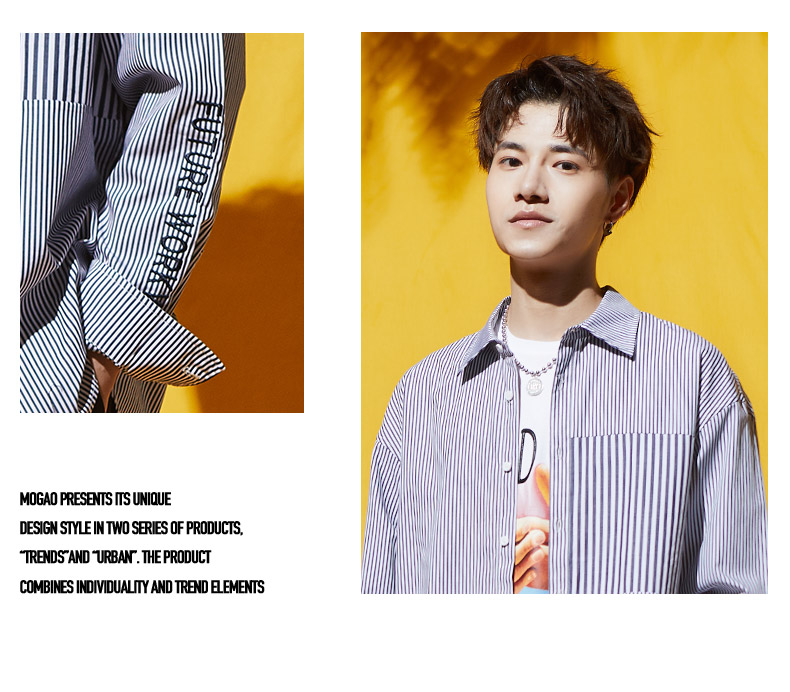 FUTURE WORK
D
MOGAO PRESENTS ITS UNIQUE
DESIGN STYLE IN TWO SERIES OF PRODUCTS,
“TRENDS”AND “URBAN”. THE PRODUCT
COMBINES INDIVIDUALITY AND TREND ELEMENTS